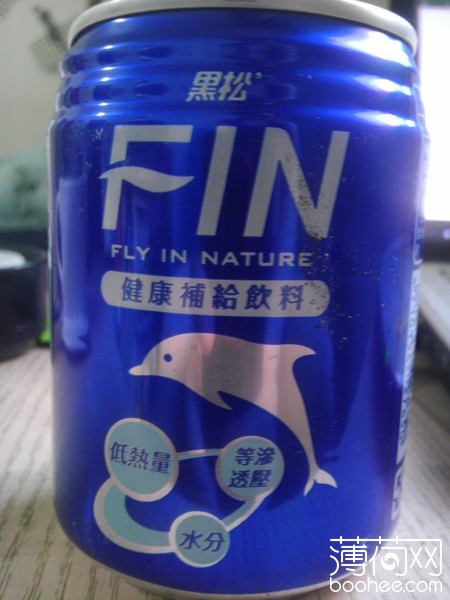 黑松®
FIN
FLY IN NATURE
健康補給飲料
低熱量
等滲
透壓
水分
薄荷网
boohee.com